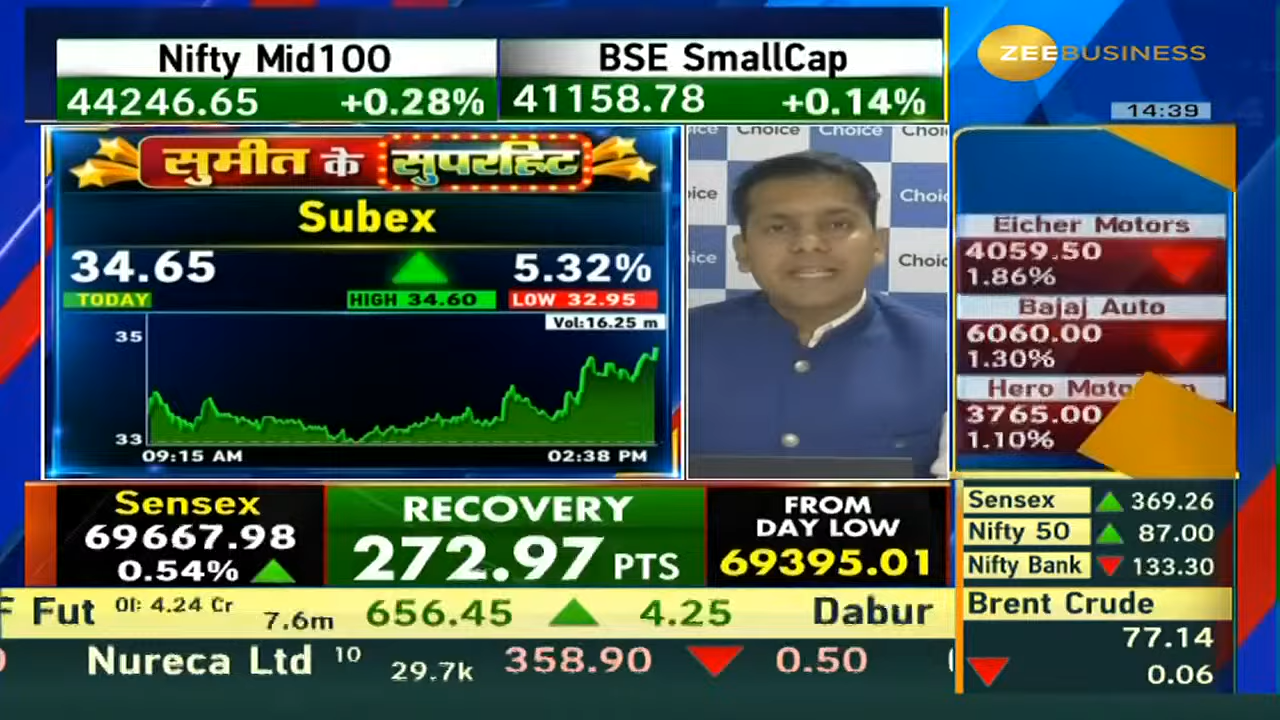 Nifty Mid100
44246.65 +0.28%
BSE SmallCap
41158.78 +0.14%
ZEEBUSINESS
14:39
सुमीत के सुपरहिट
Subex
34.65 5.32%
TODAY HIGH 34.60 LOW 32.95
Vol:16.25 m
35
33
09:15 AM 02:38 PM
Choice Choice
Choice
Choice
Eicher Motors
4059.50
1.86%
Bajaj Auto
6060.00
1.30%
Hero
3765.00
1.10%
Sensex
69667.98
0.54%
RECOVERY
272.97 PTS
FROM
DAY LOW
69395.01
Sensex 369.26
Nifty 50 87.00
Nifty Bank 133.30
Brent Crude
77.14
0.06
F Fut OI: 4.24 Cr 7.6m 656.45 4.25 Dabur
Nureca Ltd 10 29.7k 358.90 0.50